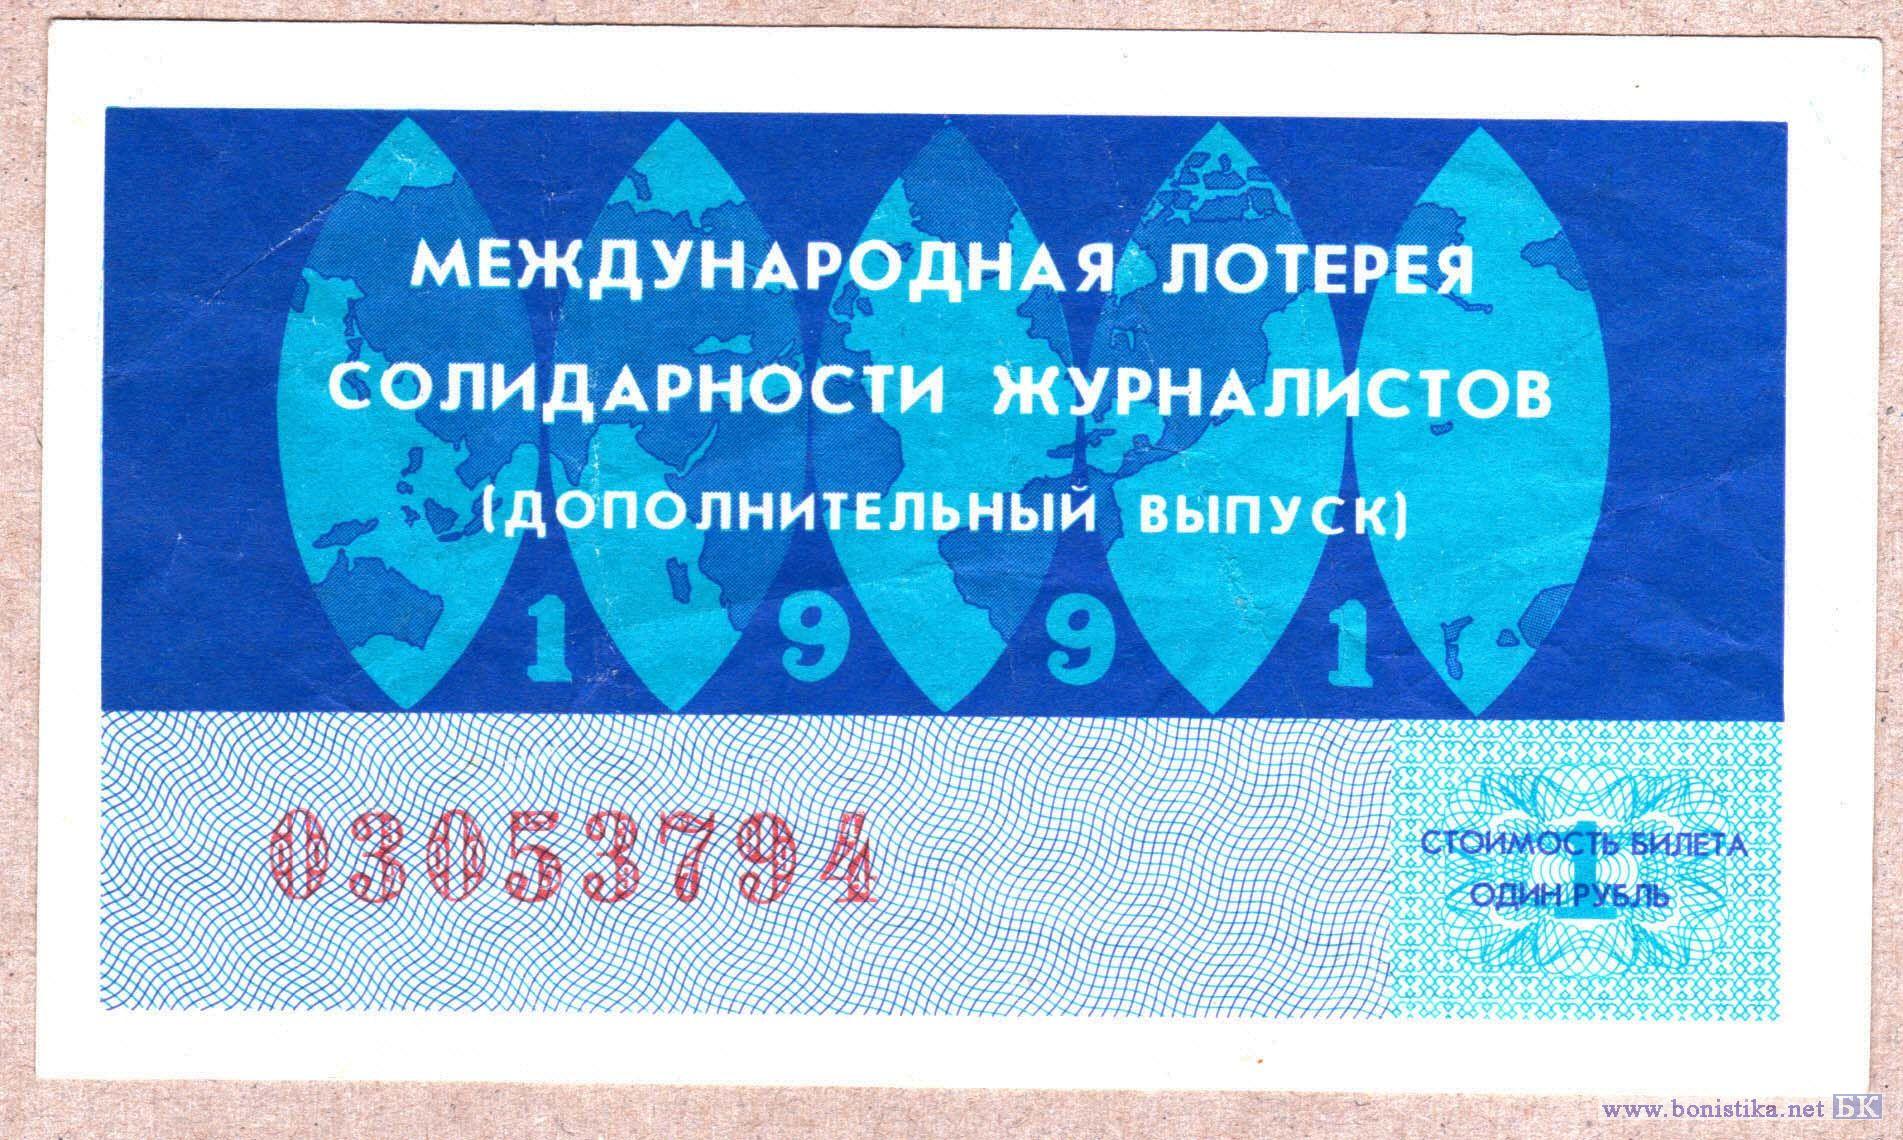 МЕЖДУНАРОДНАЯ ЛОТЕРЕЯ
СОЛИДАРНОСТИ ЖУРНАЛИСТОВ
(ДОПОЛНИТЕЛЬНЫЙ ВЫПУСК)
1991
03053794
1
СТОИМОСТЬ БИЛЕТА
ОДИН РУБЛЬ
www.bonistika.net БК